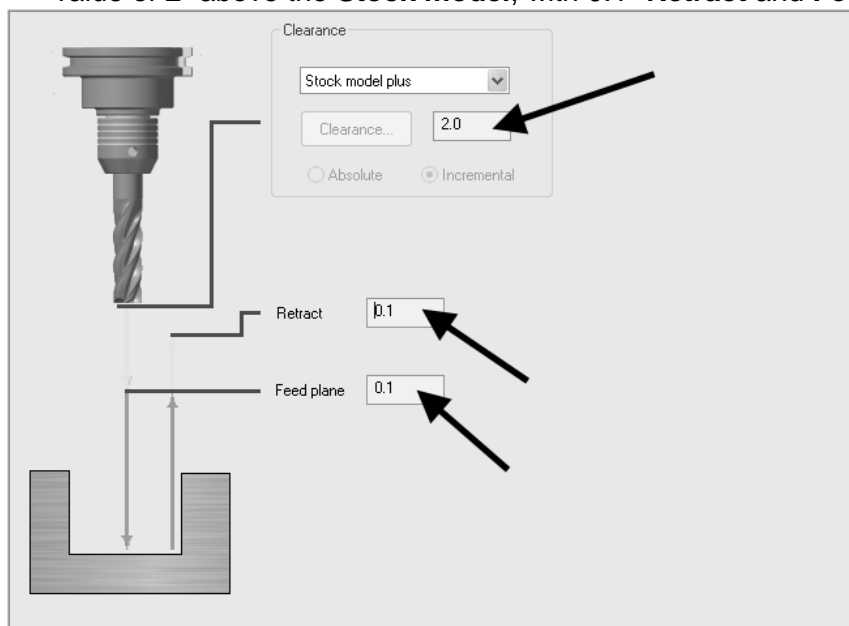 value of 2" above the Stock Model, with 0.1" Retract and
Clearance
Stock model plus
Clearance... 2.0
Absolute Incremental
Retract 0.1
Feed plane 0.1